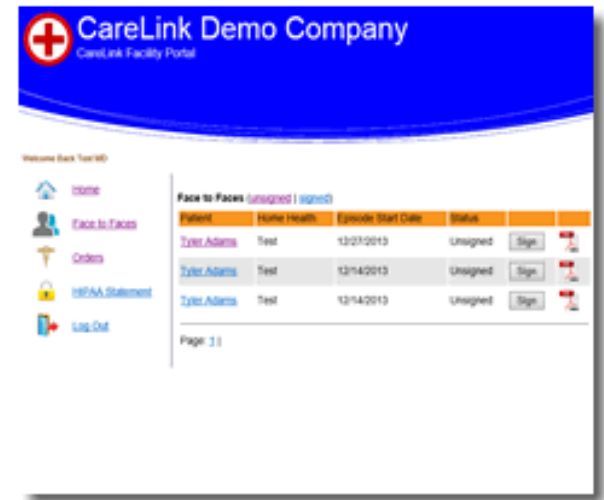 CareLink Demo Company
CareLink Facility Portal
Welcome Back Test MD
Home
Face to Faces
Orders
HIPAA Statement
Log Out
Face to Faces (unsigned | signed)
Patient Home Health Episode Start Date Status
Tyler Adams Test 12/27/2013 Unsigned Sign
Tyler Adams Test 12/14/2013 Unsigned Sign
Tyler Adams Test 12/14/2013 Unsigned Sign
Page: 1 |